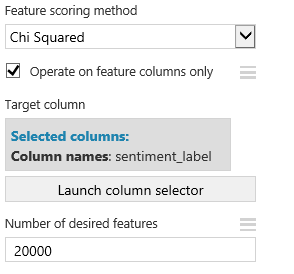 Feature scoring method
Chi Squared
Operate on feature columns only
Target column
Selected columns:
Column names: sentiment_label
Launch column selector
Number of desired features
20000